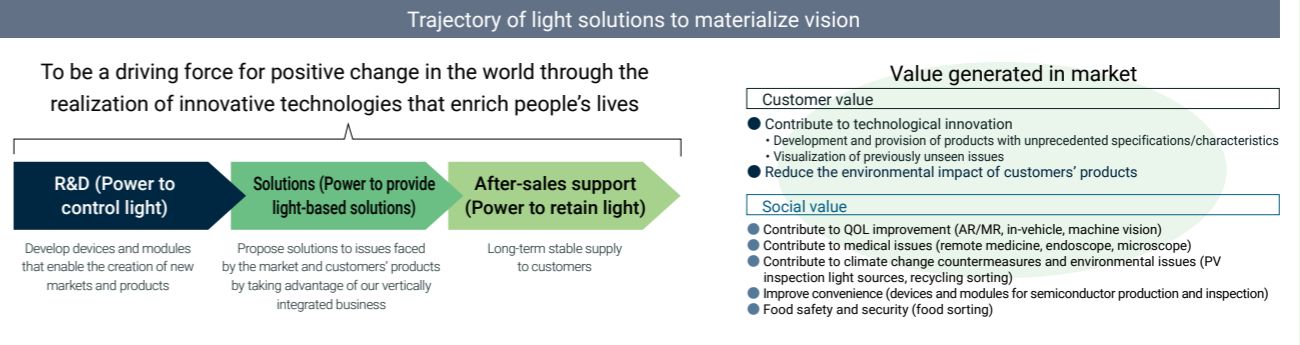 Trajectory of light solutions to materialize vision
To be a driving force for positive change in the world through the
realization of innovative technologies that enrich people's lives
R&D (Power to
control light)
Solutions (Power to provide
light-based solutions)
After-sales support
(Power to retain light)
Develop devices and modules
that enable the creation of new
markets and products
Propose solutions to issues faced
by the market and customers' products
by taking advantage of our vertically
integrated business
Long-term stable supply
to customers
Value generated in market
Customer value
● Contribute to technological innovation
• Development and provision of products with unprecedented specifications/characteristics
• Visualization of previously unseen issues
● Reduce the environmental impact of customers' products
Social value
● Contribute to QOL improvement (AR/MR, in-vehicle, machine vision)
● Contribute to medical issues (remote medicine, endoscope, microscope)
● Contribute to climate change countermeasures and environmental issues (PV
inspection light sources, recycling sorting)
● Improve convenience (devices and modules for semiconductor production and inspection)
● Food safety and security (food sorting)